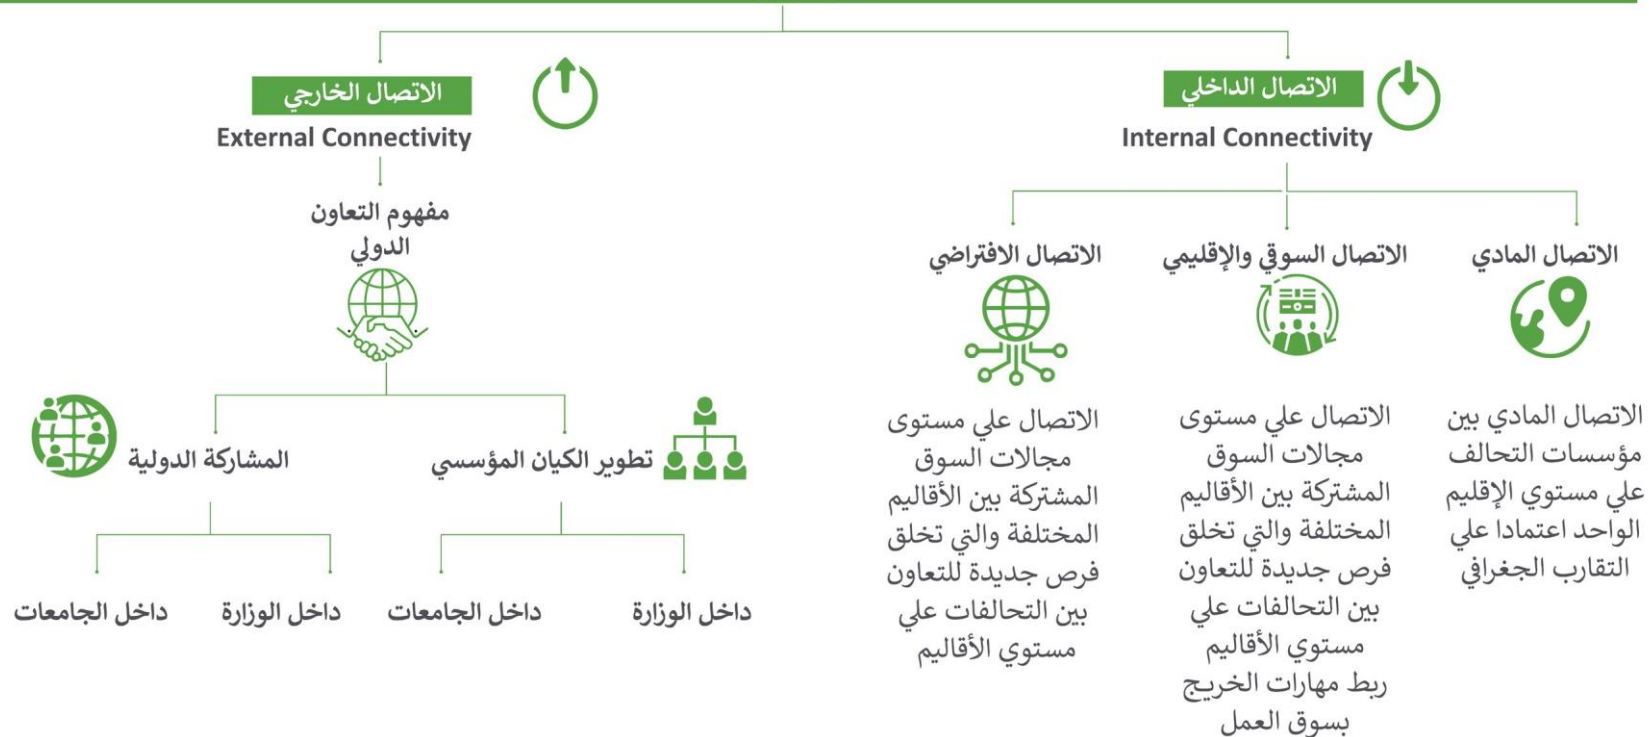 الاتصال الداخلي
Internal Connectivity
الاتصال المادي
الاتصال المادي بين
مؤسسات التحالف
علي مستوي الإقليم
الواحد اعتمادا علي
التقارب الجغرافي
الاتصال السوقي والإقليمي
الاتصال علي مستوى
مجالات السوق
المشتركة بين الأقاليم
المختلفة والتي تخلق
فرص جديدة للتعاون
بين التحالفات علي
مستوي الأقاليم
ربط مهارات الخريج
بسوق العمل
الاتصال الافتراضي
الاتصال علي مستوى
مجالات السوق
المشتركة بين الأقاليم
المختلفة والتي تخلق
فرص جديدة للتعاون
بين التحالفات علي
مستوي الأقاليم
الاتصال الخارجي
External Connectivity
مفهوم التعاون
الدولي
تطوير الكيان المؤسسي
داخل الوزارة
داخل الجامعات
المشاركة الدولية
داخل الوزارة
داخل الجامعات